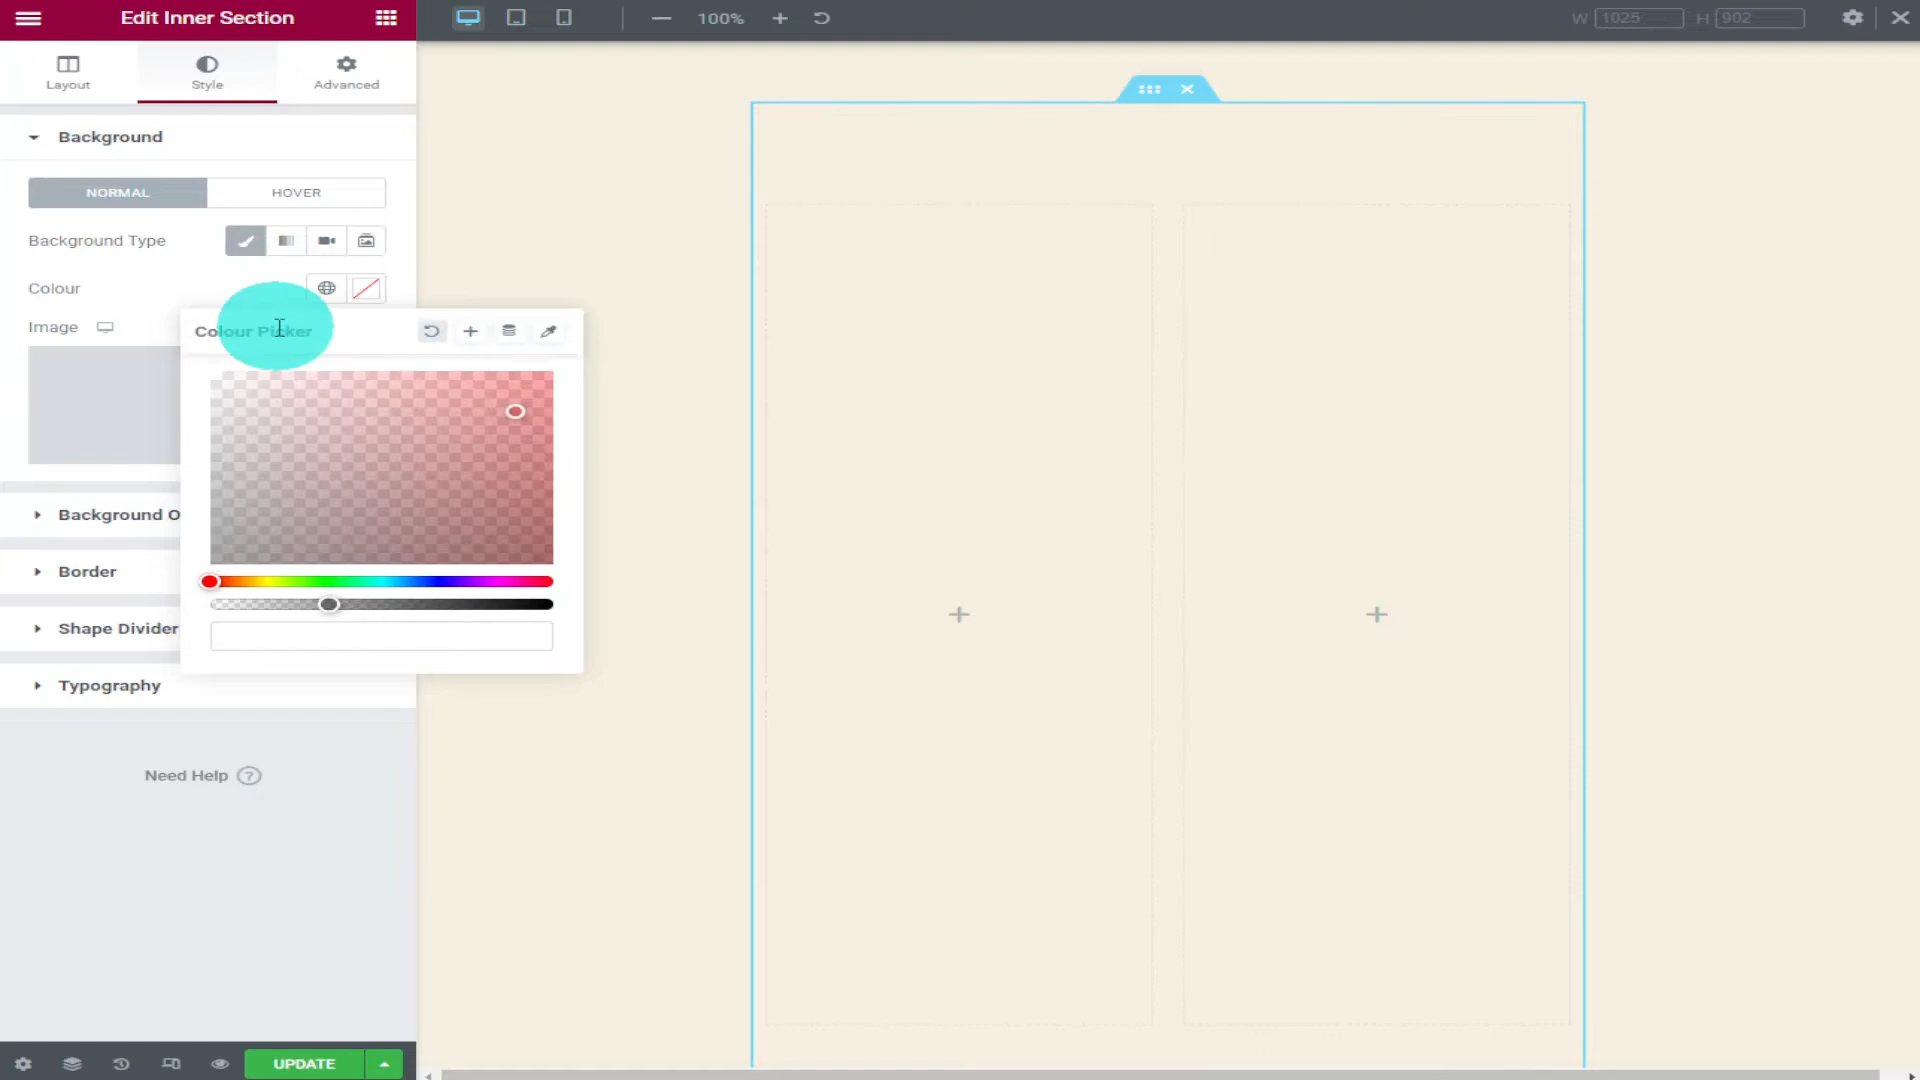 Edit Inner Section
100%
W 1025 H 902
Layout
Style
Advanced
Background
NORMAL
HOVER
Background Type
Colour
Image
Colour Picker
Background O
Border
Shape Divider
Typography
Need Help ?
UPDATE